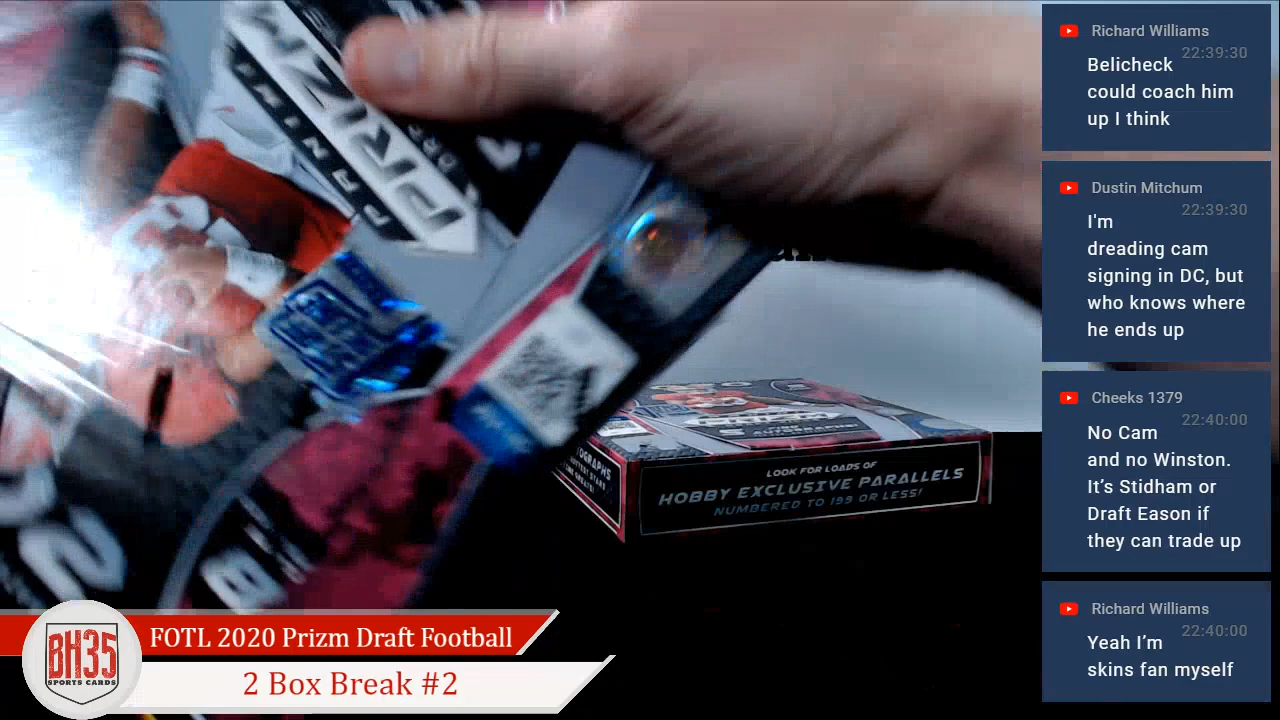 PANINI
PRIZM
DR
LOOK FOR LOADS OF
HOBBY EXCLUSIVE PARALLELS
NUMBERED TO 199 OR LESS!
BH35
SPORTS CARDS
FOTL 2020 Prizm Draft Football
2 Box Break #2
Richard Williams
22:39:30
Belicheck
could coach him
up I think
Dustin Mitchum
22:39:30
I'm
dreading cam
signing in DC, but
who knows where
he ends up
Cheeks 1379
22:40:00
No Cam
and no Winston.
It’s Stidham or
Draft Eason if
they can trade up
Richard Williams
22:40:00
Yeah I’m
skins fan myself